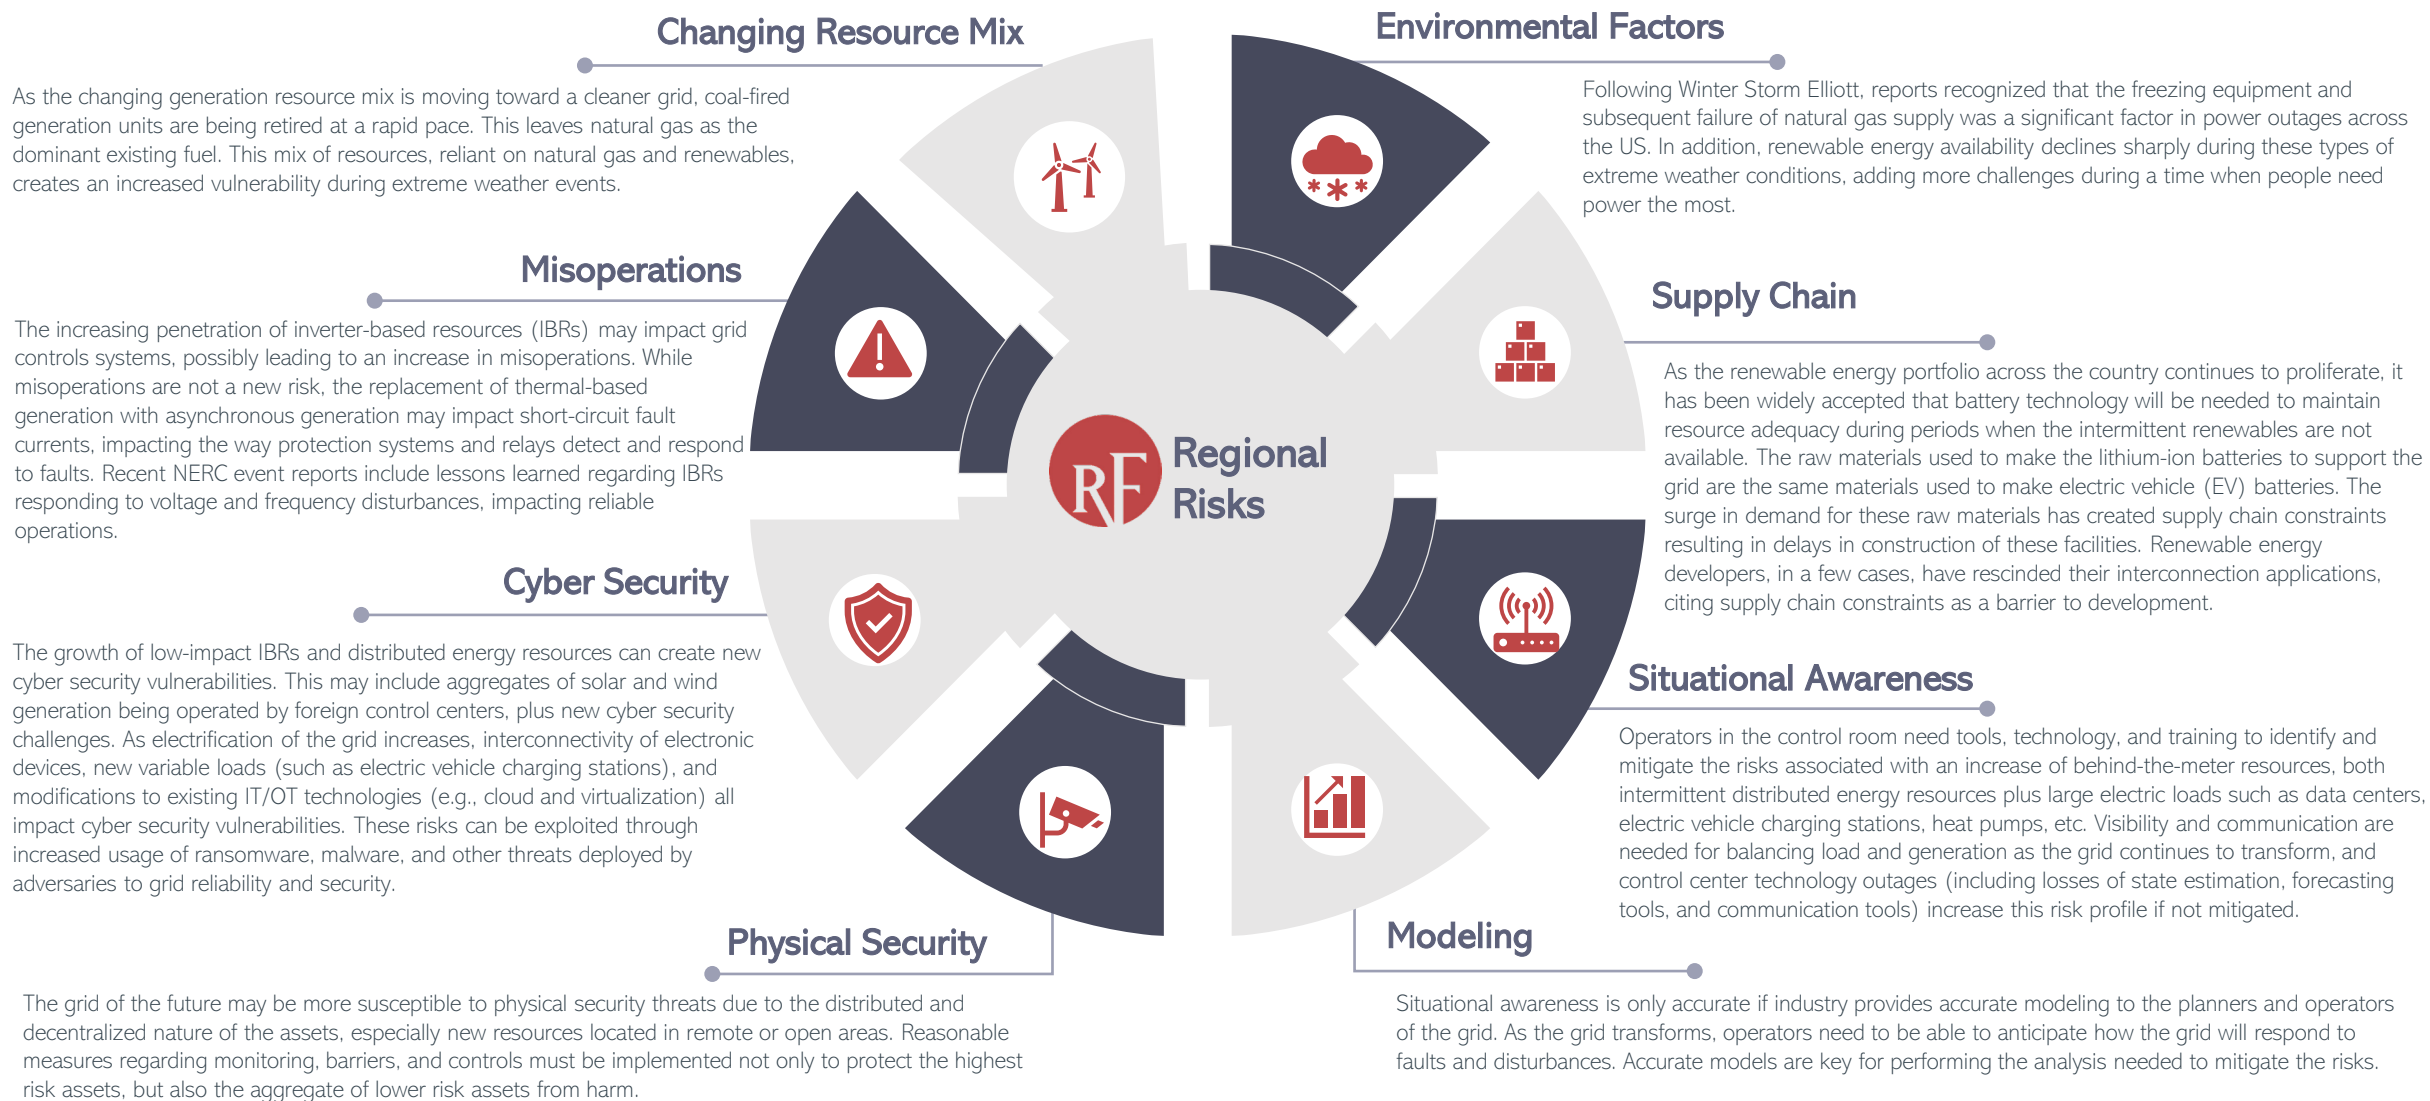 Changing Resource Mix
As the changing generation resource mix is moving toward a cleaner grid, coal-fired
generation units are being retired at a rapid pace. This leaves natural gas as the
dominant existing fuel. This mix of resources, reliant on natural gas and renewables,
creates an increased vulnerability during extreme weather events.
Misoperations
The increasing penetration of inverter-based resources (IBRs) may impact grid
controls systems, possibly leading to an increase in misoperations. While
misoperations are not a new risk, the replacement of thermal-based
generation with asynchronous generation may impact short-circuit fault
currents, impacting the way protection systems and relays detect and respond
to faults. Recent NERC event reports include lessons learned regarding IBRs
responding to voltage and frequency disturbances, impacting reliable
operations.
Cyber Security
The growth of low-impact IBRs and distributed energy resources can create new
cyber security vulnerabilities. This may include aggregates of solar and wind
generation being operated by foreign control centers, plus new cyber security
challenges. As electrification of the grid increases, interconnectivity of electronic
devices, new variable loads (such as electric vehicle charging stations), and
modifications to existing IT/OT technologies (e.g., cloud and virtualization) all
impact cyber security vulnerabilities. These risks can be exploited through
increased usage of ransomware, malware, and other threats deployed by
adversaries to grid reliability and security.
Physical Security
The grid of the future may be more susceptible to physical security threats due to the distributed and
decentralized nature of the assets, especially new resources located in remote or open areas. Reasonable
measures regarding monitoring, barriers, and controls must be implemented not only to protect the highest
risk assets, but also the aggregate of lower risk assets from harm.
RF
Regional
Risks
Environmental Factors
Following Winter Storm Elliott, reports recognized that the freezing equipment and
subsequent failure of natural gas supply was a significant factor in power outages across
the US. In addition, renewable energy availability declines sharply during these types of
extreme weather conditions, adding more challenges during a time when people need
power the most.
Supply Chain
As the renewable energy portfolio across the country continues to proliferate, it
has been widely accepted that battery technology will be needed to maintain
resource adequacy during periods when the intermittent renewables are not
available. The raw materials used to make the lithium-ion batteries to support the
grid are the same materials used to make electric vehicle (EV) batteries. The
surge in demand for these raw materials has created supply chain constraints
resulting in delays in construction of these facilities. Renewable energy
developers, in a few cases, have rescinded their interconnection applications,
citing supply chain constraints as a barrier to development.
Situational Awareness
Operators in the control room need tools, technology, and training to identify and
mitigate the risks associated with an increase of behind-the-meter resources, both
intermittent distributed energy resources plus large electric loads such as data centers,
electric vehicle charging stations, heat pumps, etc. Visibility and communication are
needed for balancing load and generation as the grid continues to transform, and
control center technology outages (including losses of state estimation, forecasting
tools, and communication tools) increase this risk profile if not mitigated.
Modeling
Situational awareness is only accurate if industry provides accurate modeling to the planners and operators
of the grid. As the grid transforms, operators need to be able to anticipate how the grid will respond to
faults and disturbances. Accurate models are key for performing the analysis needed to mitigate the risks.